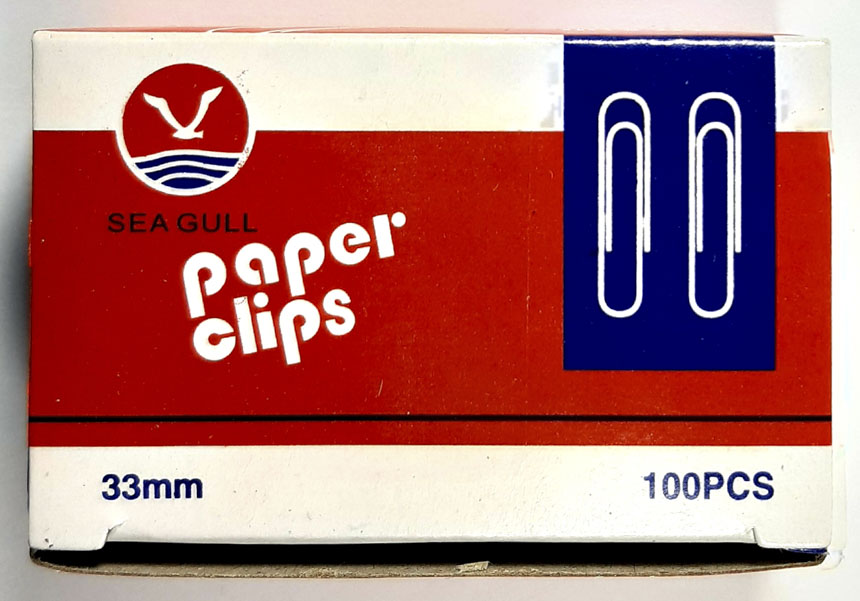 SEA GULL
paper
clips
33mm
100PCS